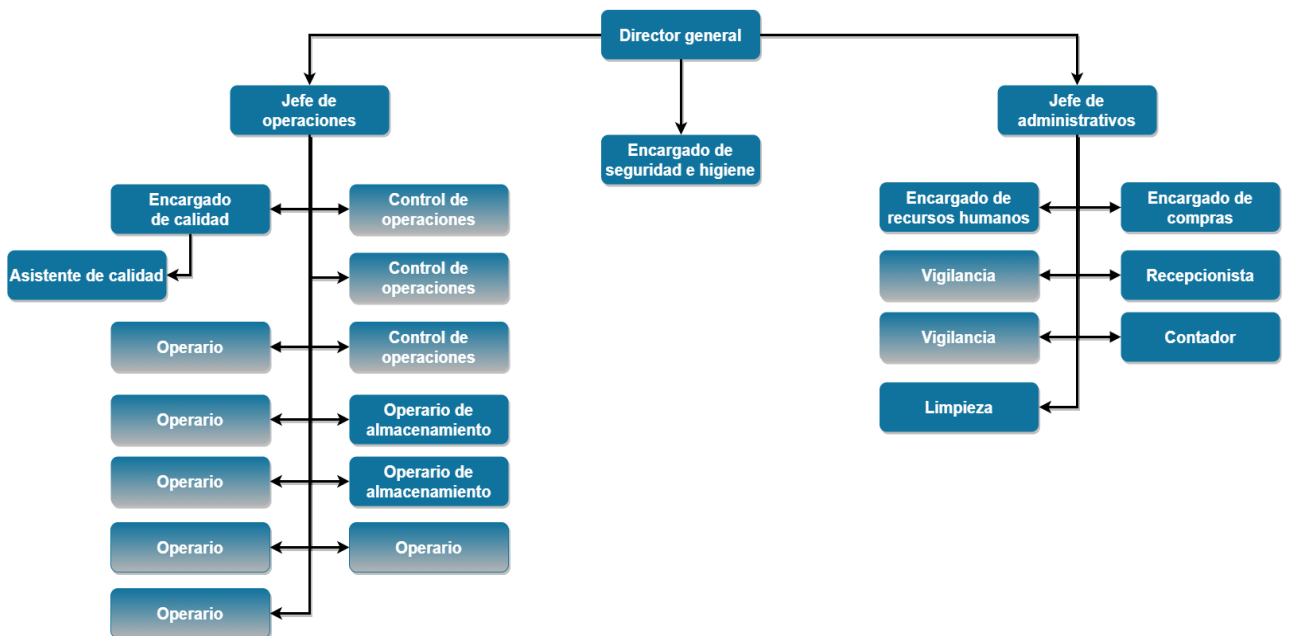 Director general
Jefe de
operaciones
Jefe de
administrativos
Encargado de
seguridad e higiene
Encargado
de calidad
Control de
operaciones
Encargado de
recursos humanos
Encargado de
compras
Asistente de calidad
Control de
operaciones
Vigilancia
Recepcionista
Operario
Control de
operaciones
Vigilancia
Contador
Operario
Operario de
almacenamiento
Limpieza
Operario
Operario de
almacenamiento
Operario
Operario
Operario